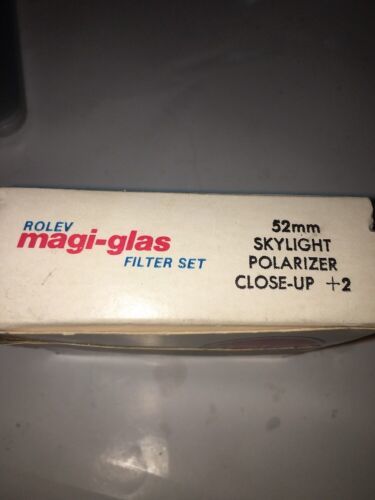 ROLEV
magi-glas
FILTER SET
52mm
SKYLIGHT
POLARIZER
CLOSE-UP +2